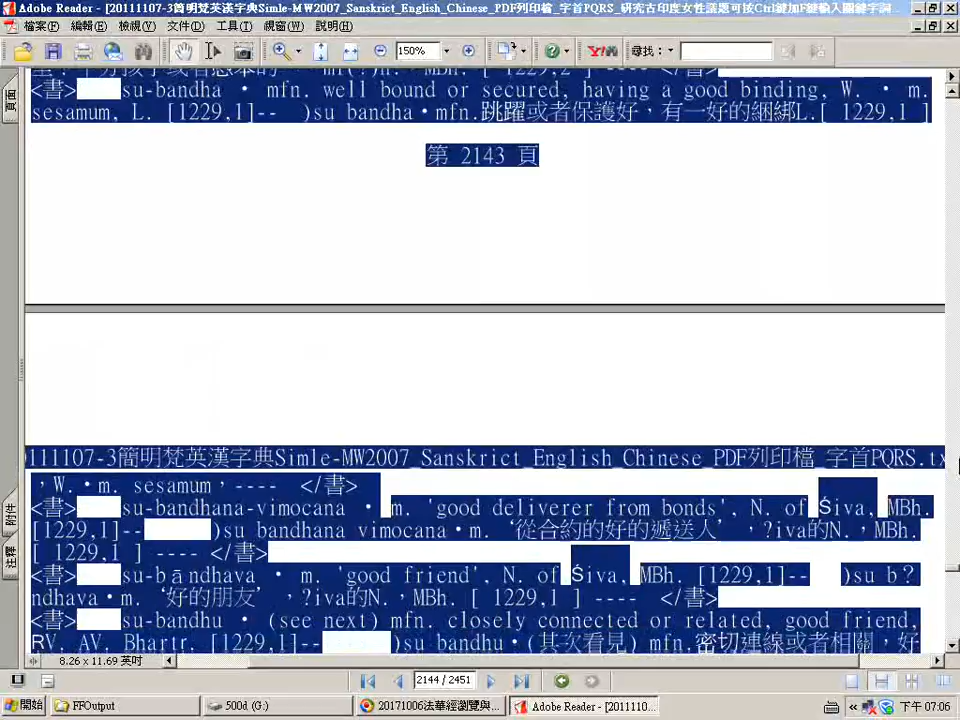 Adobe Reader - [20111107-3簡明梵英漢字典Simle-MW2007_Sanskrict_English_Chinese_PDF列印檔_字首PQRS_研究古印度女性議題可按Ctrl鍵加F鍵輸入關鍵字詞
檔案(F) 編輯(E) 檢視(V) 文件(D) 工具(T) 視窗(W) 說明(H)
150% 尋找:
頁面
<書> su-bandha • mfn. well bound or secured, having a good binding, W. • m.
sesamum, L. [1229,1]-- )su bandha•mfn.跳躍或者保護好，有一好的綑綁L.[ 1229,1 ]
第 2143 頁
111107-3簡明梵英漢字典Simle-MW2007_Sanskrict_English_Chinese_PDF列印檔_字首PQRS.tx
，W.•m. sesamum，---- </書>
<書> su-bandhana-vimocana • m. 'good deliverer from bonds', N. of Śiva, MBh.
[1229,1]-- )su bandhana vimocana•m.‘從合約的好的遞送人’，?iva的N.，MBh.
[ 1229,1 ] ---- </書>
<書> su-bāndhava • m. 'good friend', N. of Śiva, MBh. [1229,1]-- )su b?
ndhava•m.‘好的朋友’，?iva的N.，MBh. [ 1229,1 ] ---- </書>
<書> su-bandhu • (see next) mfn. closely connected or related, good friend,
RV. AV. Bhartr. [1229,1]-- )su bandhu•(其次看見) mfn.密切連線或者相關，好
附件
注釋
8.26 x 11.69 英吋
2144 / 2451
開始 FFOutput 500d (G:) 20171006法華經瀏覽與... Adobe Reader - [2011110... 下午 07:06